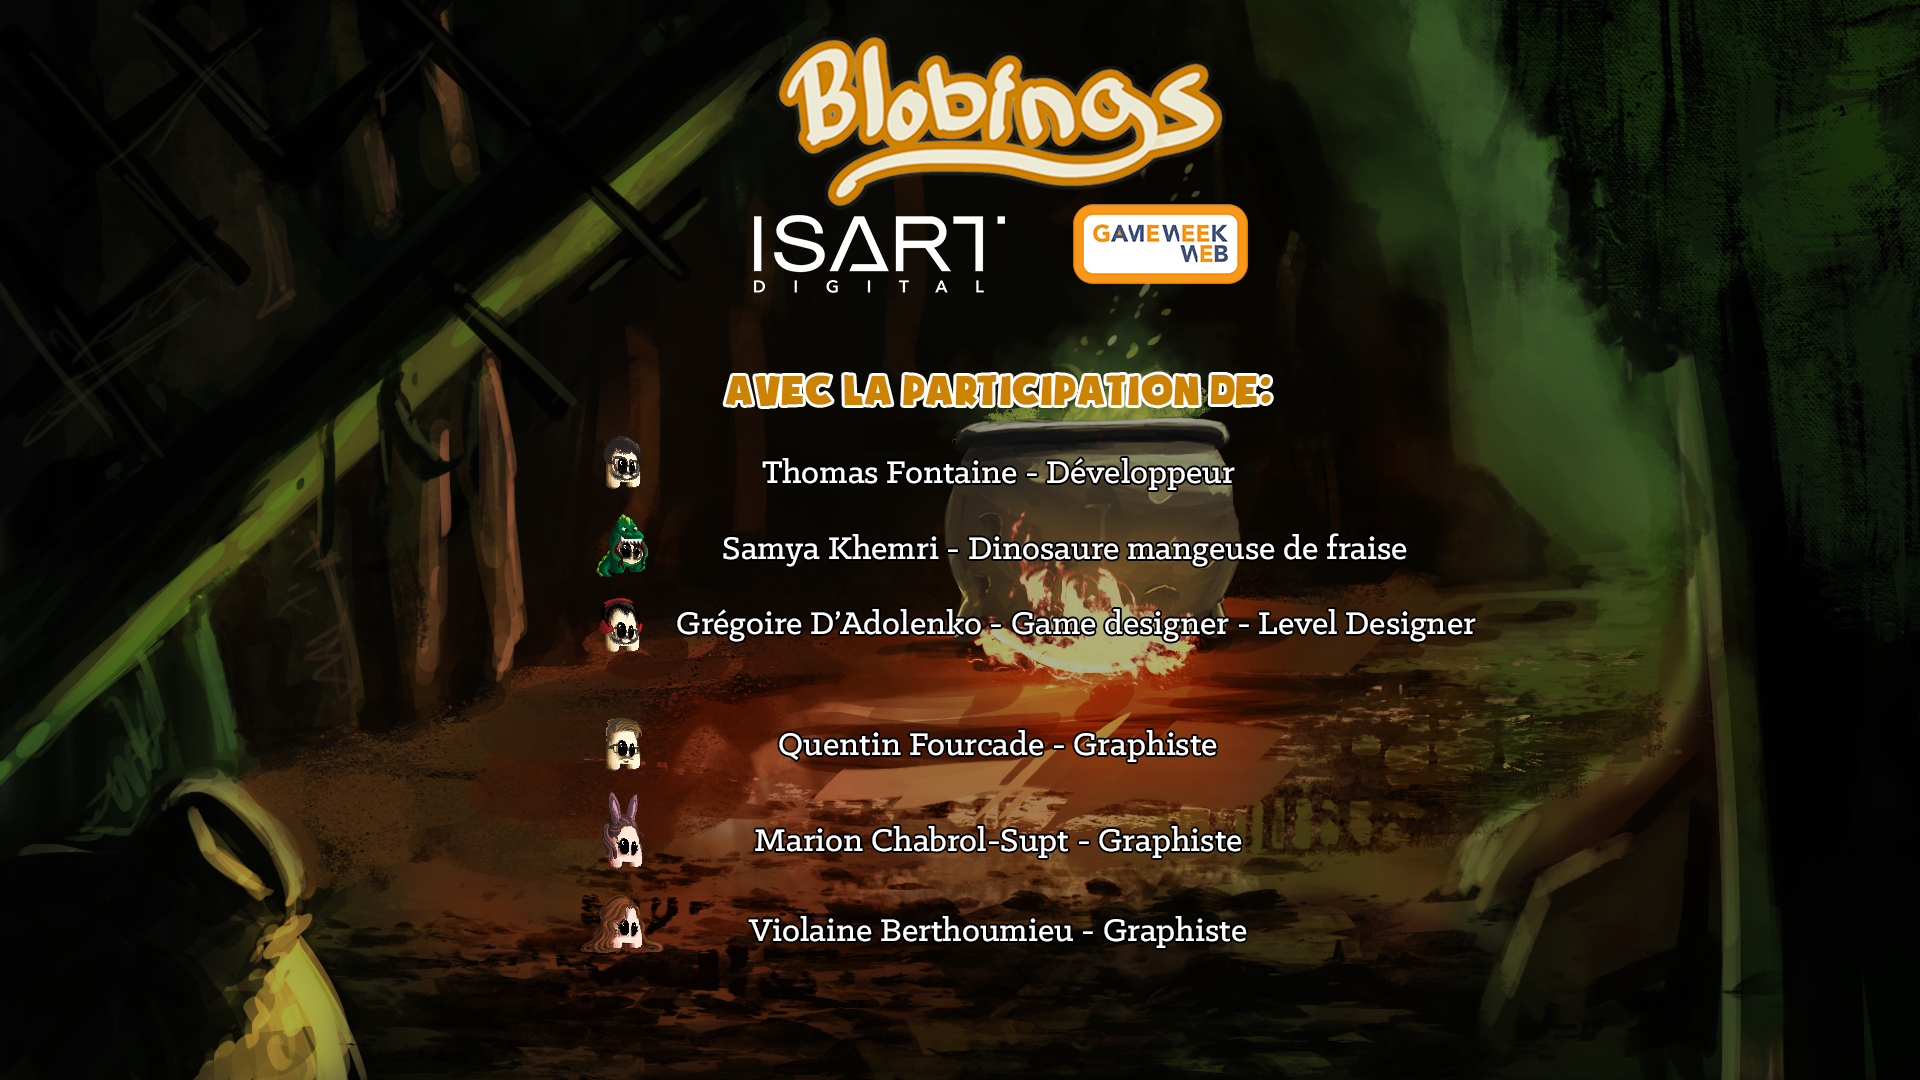 Blobings
ISART
DIGITAL
GAMEWEEK
WEB
AVEC LA PARTICIPATION DE:
Thomas Fontaine - Développeur
Samya Khemri - Dinosaure mangeuse de fraise
Grégoire D’Adolenko - Game designer - Level Designer
Quentin Fourcade - Graphiste
Marion Chabrol-Supt - Graphiste
Violaine Berthoumieu - Graphiste